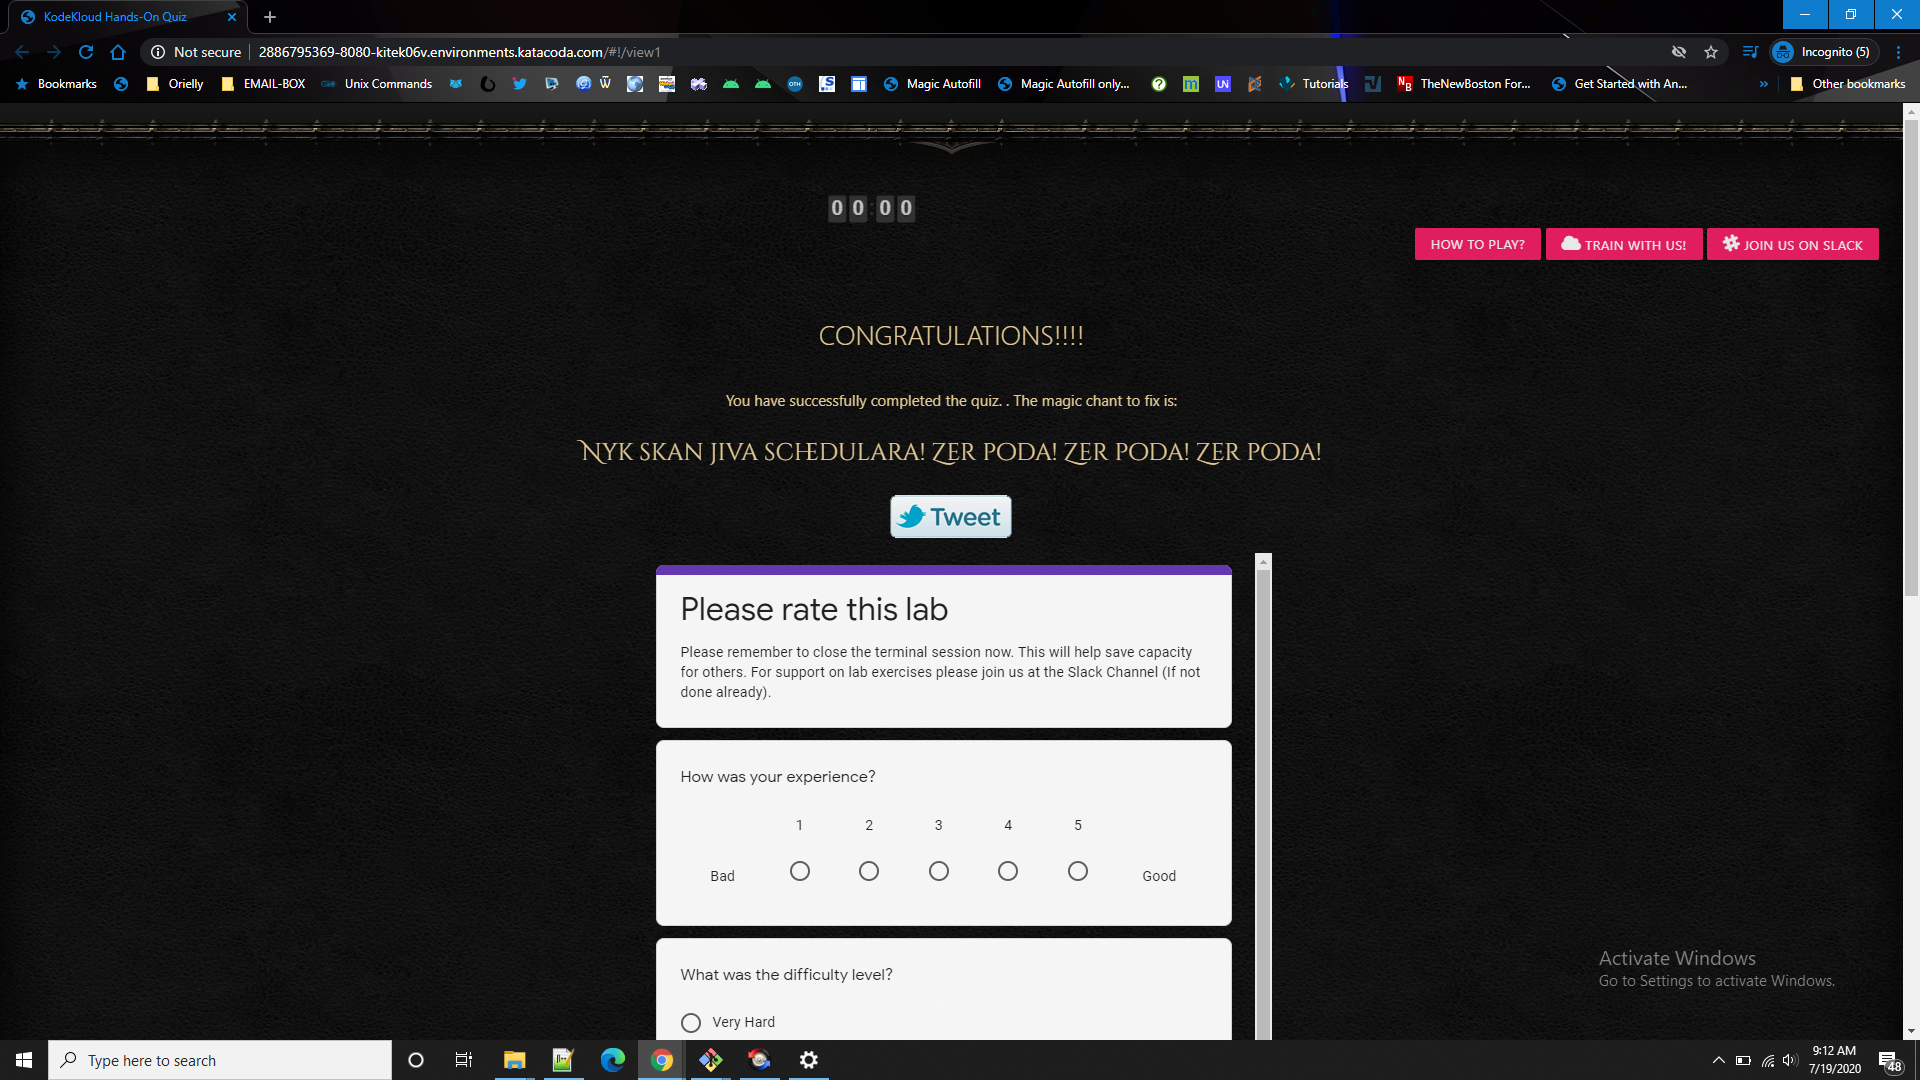 KodeKloud Hands-On Quiz
Not secure
2886795369-8080-kitek06v.environments.katacoda.com/#!/view1
Incognito (5)
Bookmarks
Orielly
EMAIL-BOX
Unix Commands
Magic Autofill
Magic Autofill only...
Tutorials
TheNewBoston For...
Get Started with An...
»
Other bookmarks
00:00
HOW TO PLAY?
TRAIN WITH US!
JOIN US ON SLACK
CONGRATULATIONS!!!!
You have successfully completed the quiz. . The magic chant to fix is:
Nyk skan jiva schedulara! Zer poda! Zer poda! Zer poda!
Tweet
Please rate this lab
Please remember to close the terminal session now. This will help save capacity
for others. For support on lab exercises please join us at the Slack Channel (If not
done already).
How was your experience?
1 2 3 4 5
Bad Good
What was the difficulty level?
Very Hard
Activate Windows
Go to Settings to activate Windows.
Type here to search
9:12 AM
7/19/2020
48